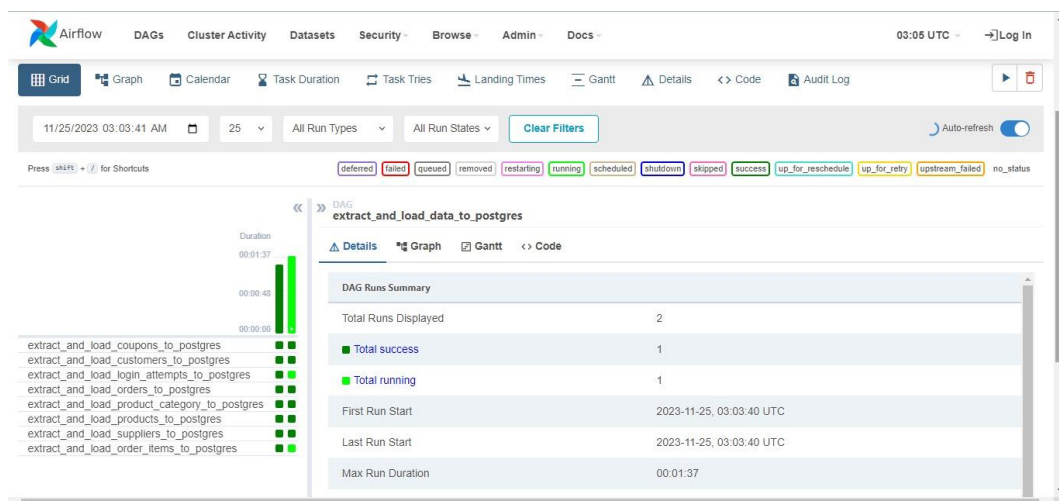 Airflow DAGs Cluster Activity Datasets Security Browse Admin Docs 03:05 UTC Log In
Grid Graph Calendar Task Duration Task Tries Landing Times Gantt Details <> Code Audit Log
11/25/2023 03:03:41 AM 25 All Run Types All Run States Clear Filters Auto-refresh
Press shift + / for Shortcuts deferred failed queued removed restarting running scheduled shutdown skipped success up_for_reschedule up_for_retry upstream_failed no_status
DAG
extract_and_load_data_to_postgres
Details Graph Gantt <> Code
Duration
00:01:37
00:00:48
00:00:00
extract_and_load_coupons_to_postgres
extract_and_load_customers_to_postgres
extract_and_load_login_attempts_to_postgres
extract_and_load_orders_to_postgres
extract_and_load_product_category_to_postgres
extract_and_load_products_to_postgres
extract_and_load_suppliers_to_postgres
extract_and_load_order_items_to_postgres
DAG Runs Summary
Total Runs Displayed 2
Total success 1
Total running 1
First Run Start 2023-11-25, 03:03:40 UTC
Last Run Start 2023-11-25, 03:03:40 UTC
Max Run Duration 00:01:37